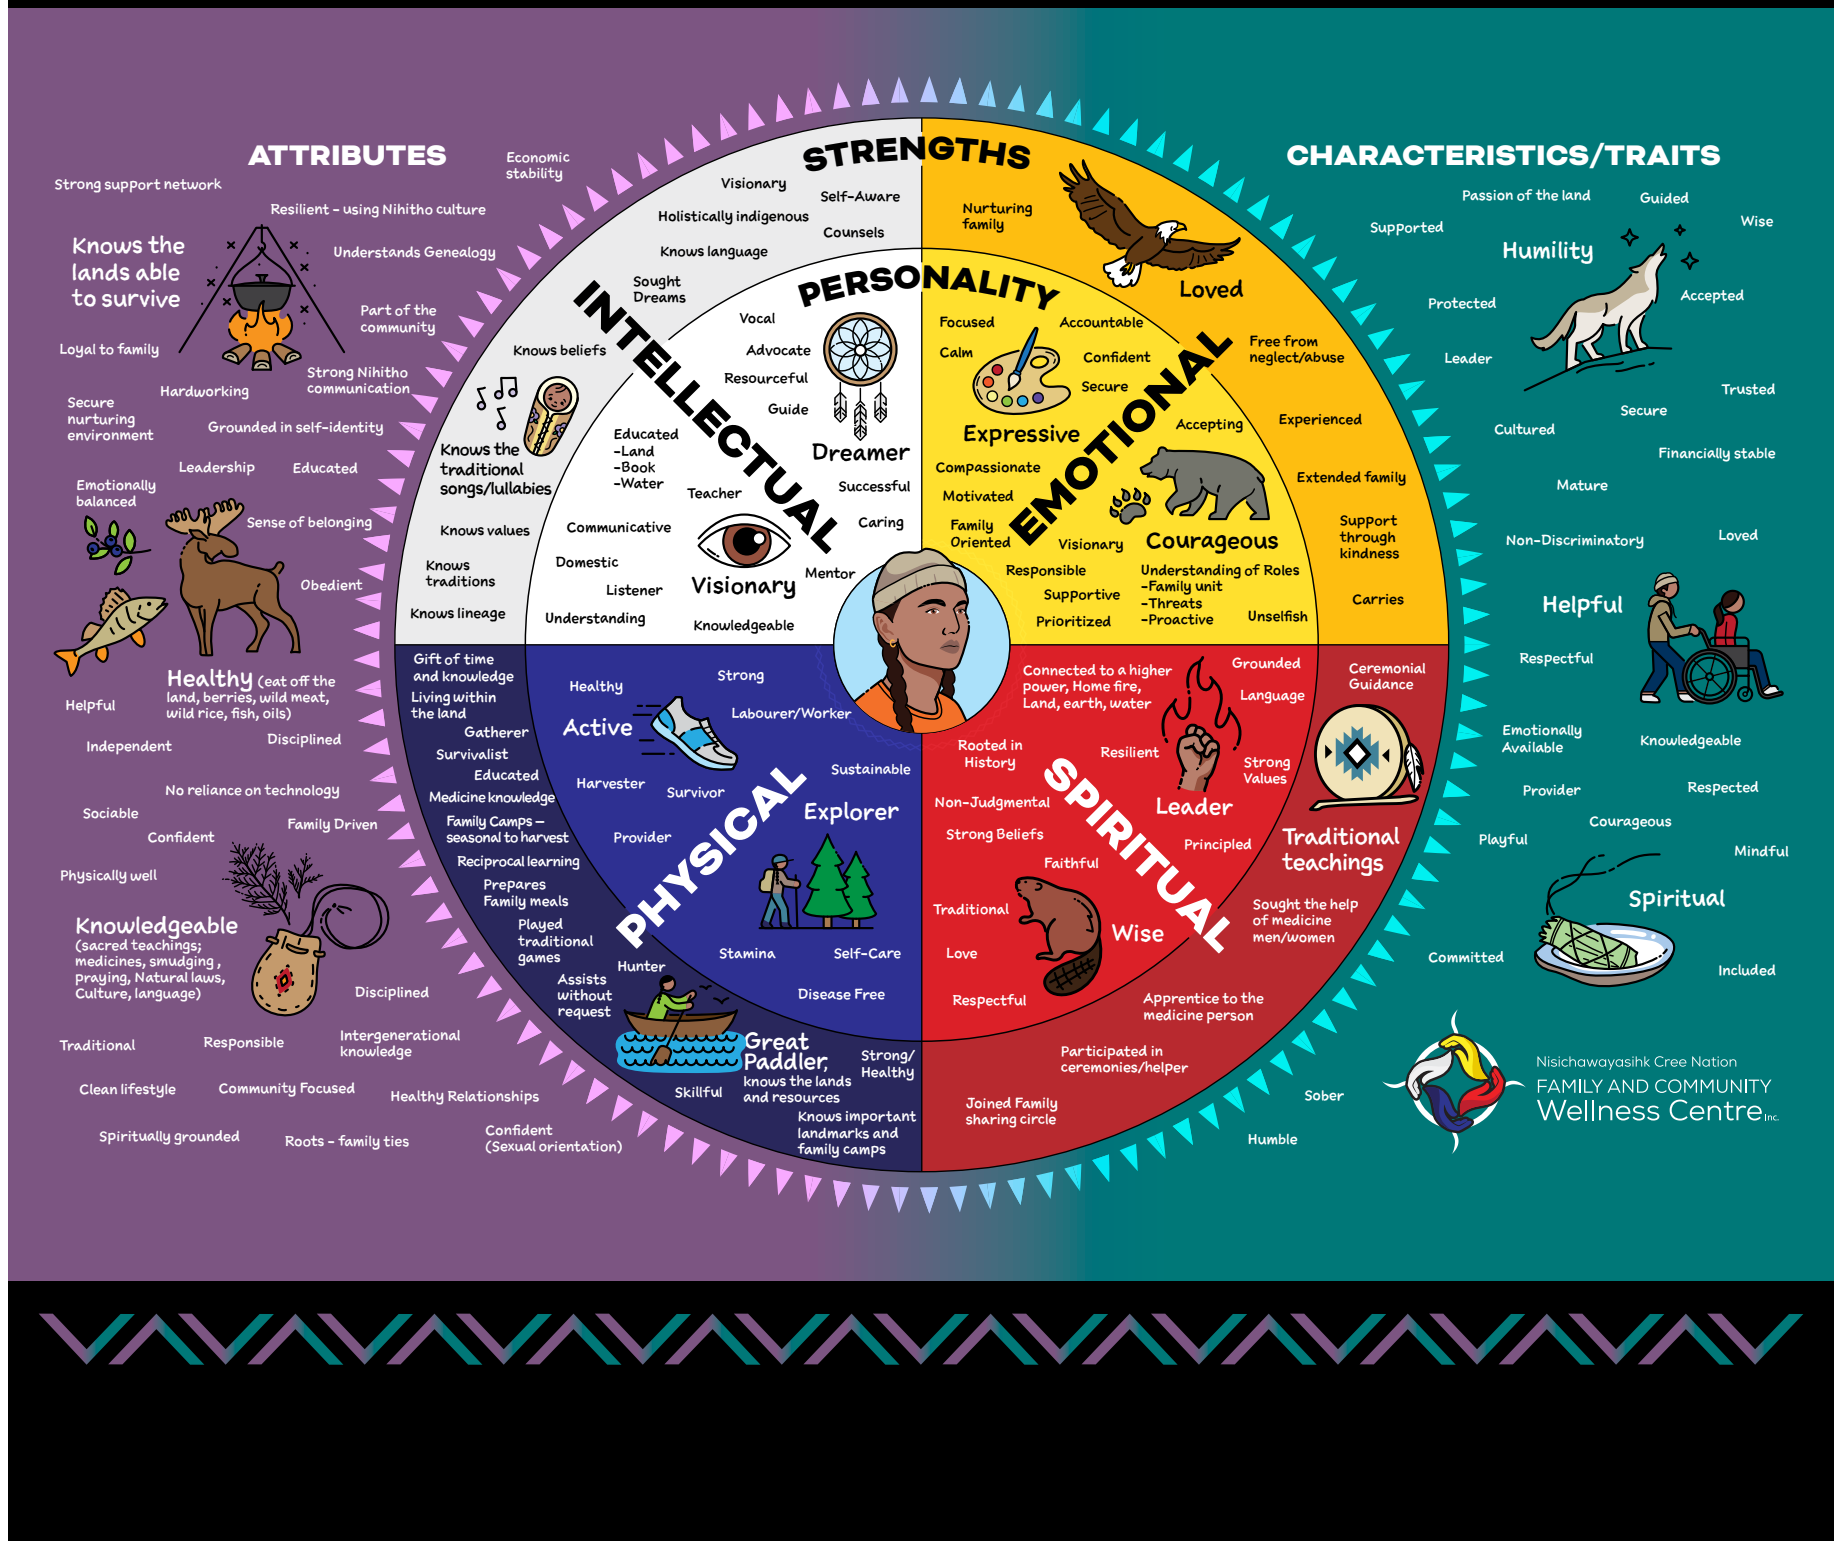 ATTRIBUTES
Economic
stability
Strong support network
Resilient – using Nihitho culture
Knows the
lands able
to survive
Understands Genealogy
Part of the
community
Loyal to family
Strong Nihitho
communication
Hardworking
Secure
nurturing
environment
Grounded in self-identity
Leadership
Educated
Emotionally
balanced
Sense of belonging
Obedient
Healthy (eat off the
land, berries, wild meat,
wild rice, fish, oils)
Helpful
Independent
Disciplined
No reliance on technology
Sociable
Confident
Family Driven
Physically well
Knowledgeable
(sacred teachings;
medicines, smudging ,
praying, Natural laws,
Culture, language)
Disciplined
Traditional
Responsible
Intergenerational
knowledge
Clean lifestyle
Community Focused
Healthy Relationships
Spiritually grounded
Roots – family ties
Confident
(Sexual orientation)
STRENGTHS
PERSONALITY
INTELLECTUAL
Visionary
Self-Aware
Holistically indigenous
Counsels
Knows language
Sought
Dreams
Knows beliefs
Knows the
traditional
songs/lullabies
Knows values
Knows
traditions
Knows lineage
Vocal
Advocate
Resourceful
Guide
Dreamer
Educated
-Land
-Book
-Water
Teacher
Successful
Caring
Communicative
Domestic
Listener
Visionary
Mentor
Understanding
Knowledgeable
EMOTIONAL
Nurturing
family
Loved
Free from
neglect/abuse
Experienced
Extended family
Support
through
kindness
Carries
Focused
Accountable
Calm
Confident
Secure
Expressive
Accepting
Compassionate
Motivated
Family
Oriented
Visionary
Courageous
Responsible
Understanding of Roles
-Family unit
-Threats
-Proactive
Supportive
Prioritized
Unselfish
PHYSICAL
Gift of time
and knowledge
Living within
the land
Gatherer
Survivalist
Educated
Medicine knowledge
Family Camps –
seasonal to harvest
Reciprocal learning
Prepares
Family meals
Played
traditional
games
Hunter
Assists
without
request
Great
Paddler,
knows the lands
and resources
Strong/
Healthy
Skillful
Knows important
landmarks and
family camps
Healthy
Strong
Active
Labourer/Worker
Harvester
Survivor
Sustainable
Explorer
Provider
Stamina
Self-Care
Disease Free
SPIRITUAL
Connected to a higher
power, Home fire,
Land, earth, water
Grounded
Language
Rooted in
History
Resilient
Strong
Values
Non-Judgmental
Leader
Strong Beliefs
Principled
Faithful
Traditional
Wise
Love
Respectful
Ceremonial
Guidance
Traditional
teachings
Sought the help
of medicine
men/women
Apprentice to the
medicine person
Participated in
ceremonies/helper
Joined Family
sharing circle
CHARACTERISTICS/TRAITS
Passion of the land
Guided
Supported
Wise
Humility
Protected
Accepted
Leader
Trusted
Secure
Cultured
Financially stable
Mature
Non-Discriminatory
Loved
Helpful
Respectful
Emotionally
Available
Knowledgeable
Provider
Respected
Courageous
Playful
Mindful
Spiritual
Committed
Included
Sober
Humble
Nisichawayasihk Cree Nation
FAMILY AND COMMUNITY
Wellness Centre Inc.